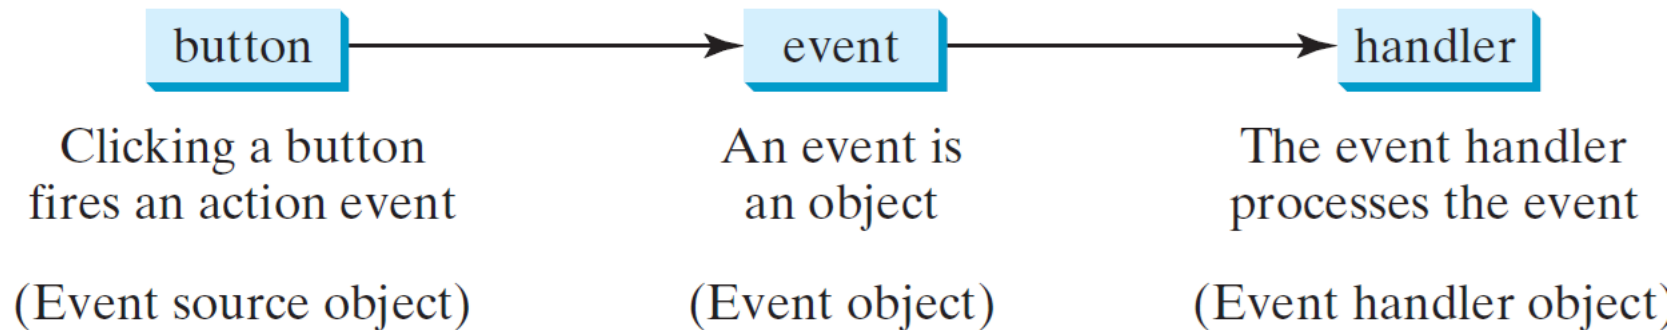 button
event
handler
Clicking a button
fires an action event
An event is
an object
The event handler
processes the event
(Event source object)
(Event object)
(Event handler object)